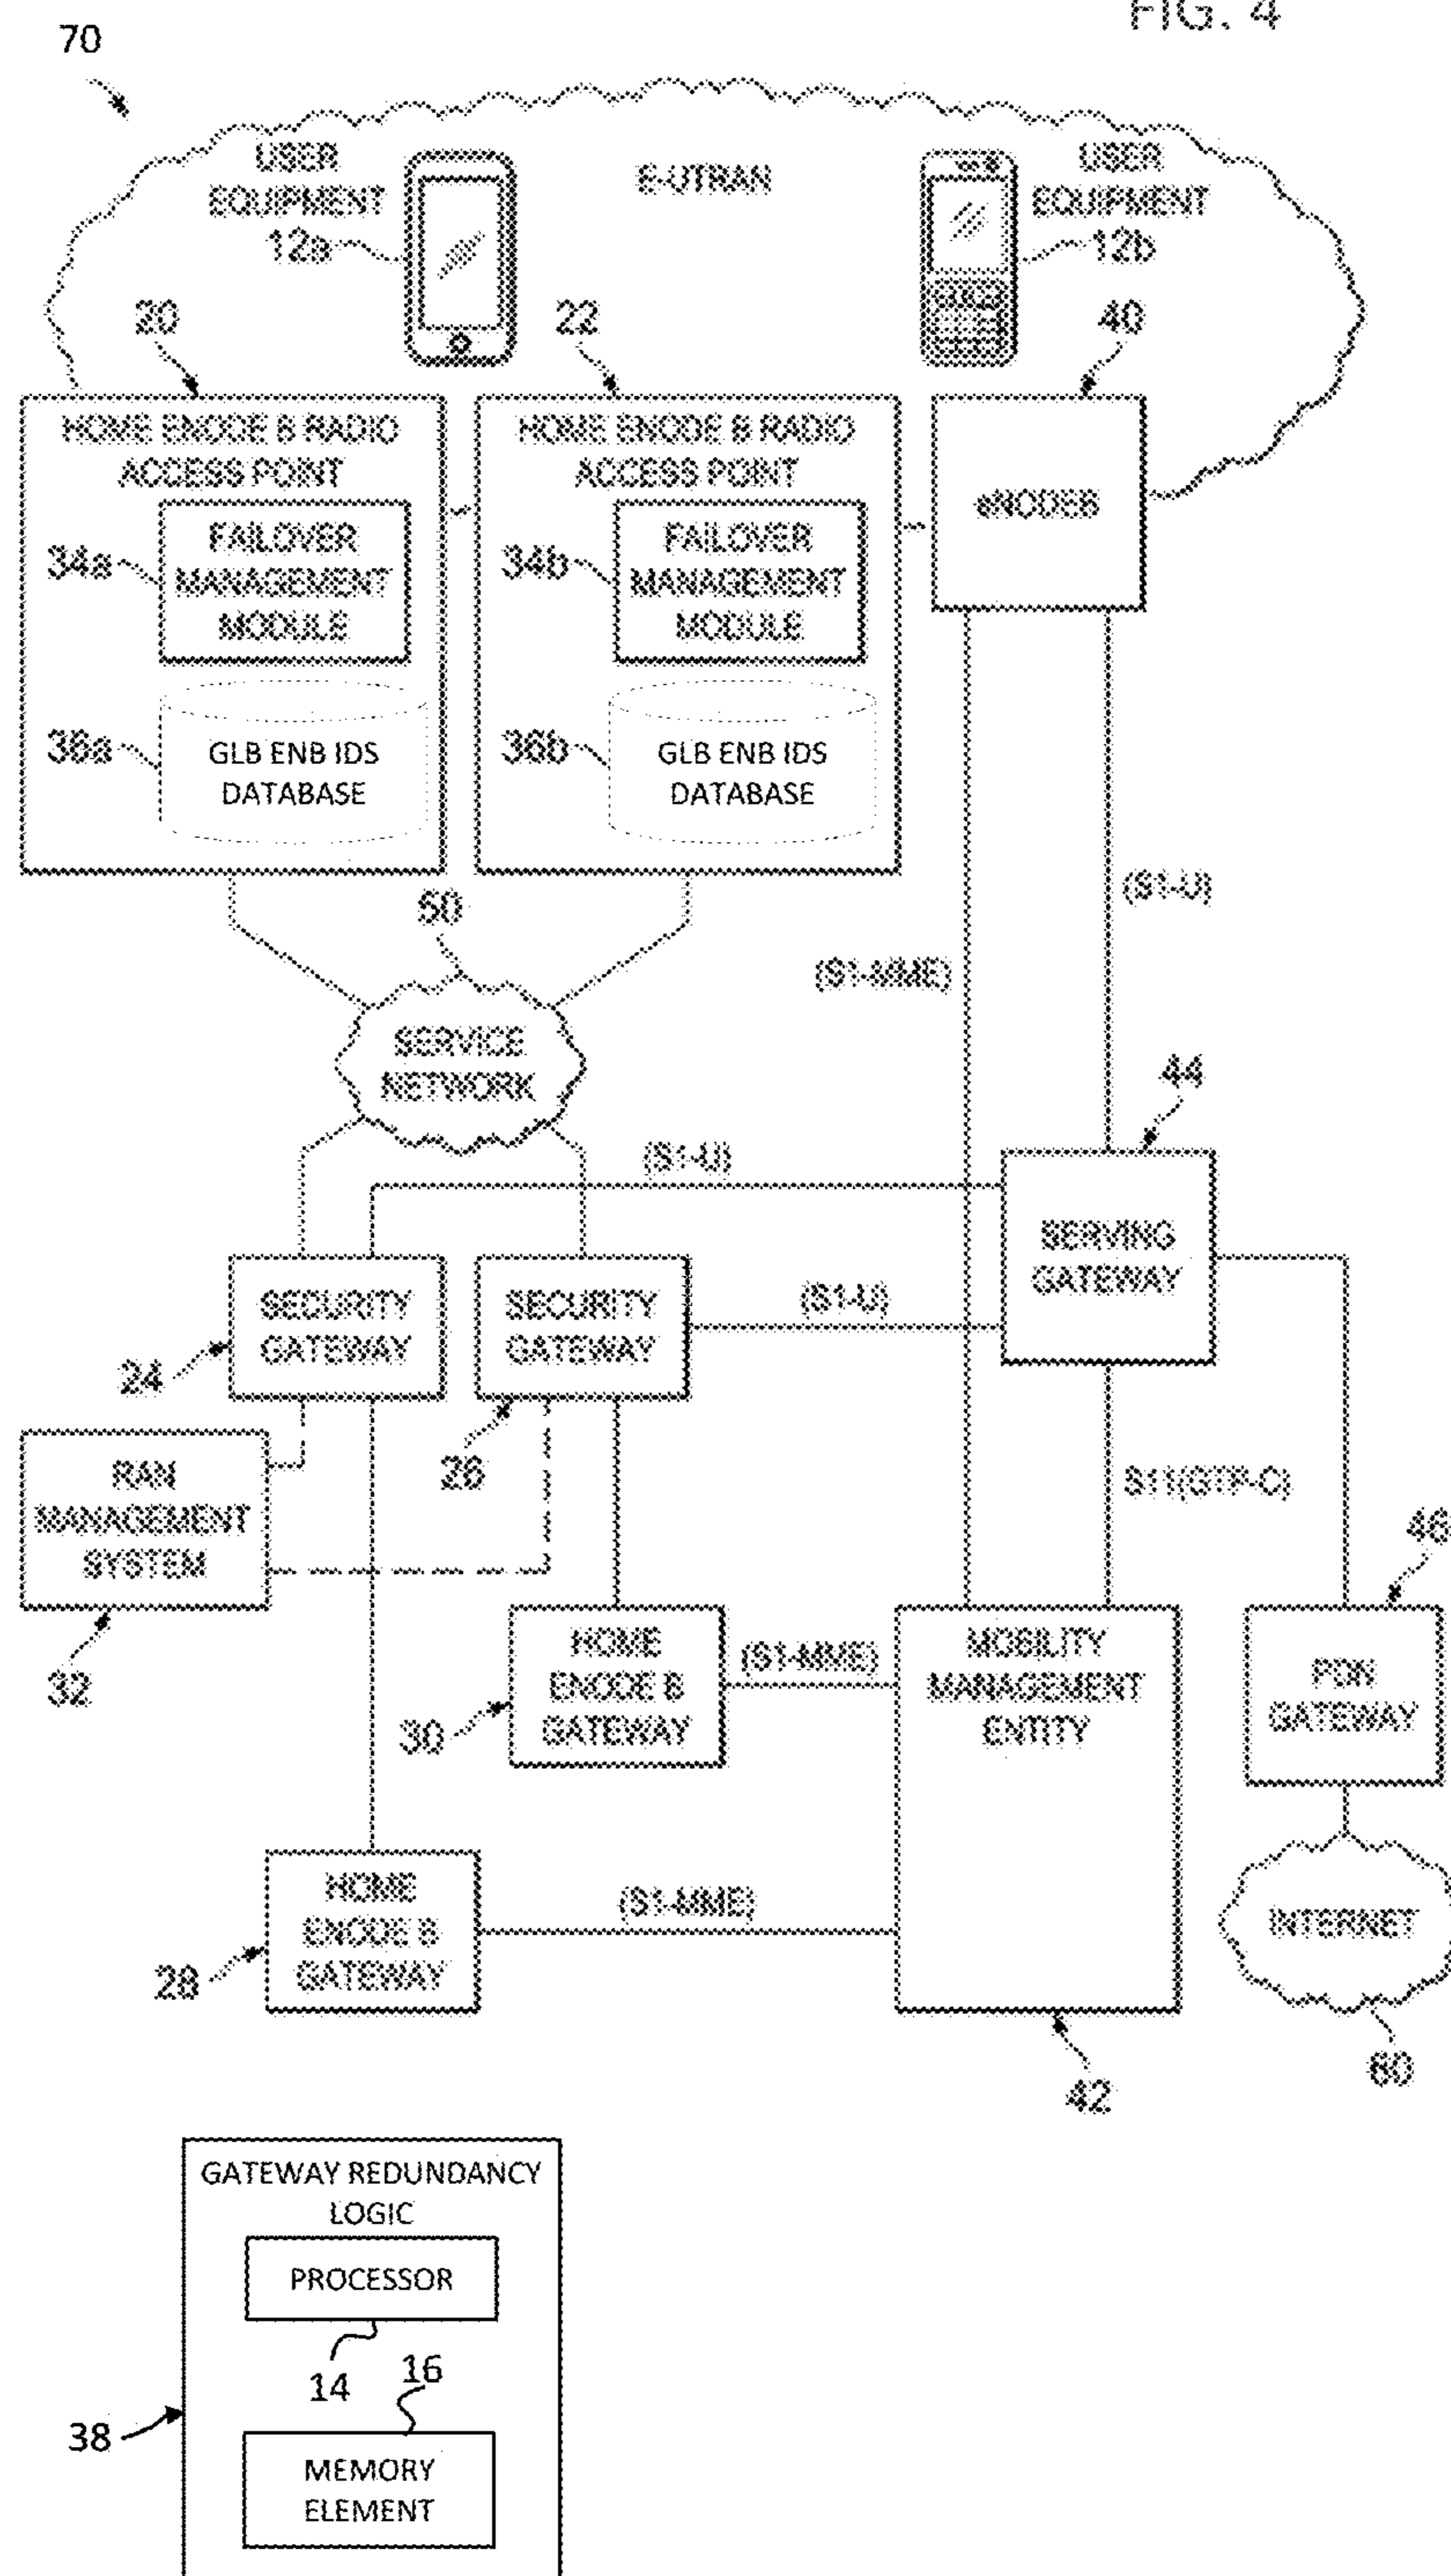 FIG. 4
70
USER
EQUIPMENT
12a
E-UTRAN
USER
EQUIPMENT
12b
20
22
40
HOME ENODE B RADIO
ACCESS POINT
FAILOVER
MANAGEMENT
MODULE
34a
GLB ENB IDS
DATABASE
36a
HOME ENODE B RADIO
ACCESS POINT
FAILOVER
MANAGEMENT
MODULE
34b
GLB ENB IDS
DATABASE
36b
eNODEB
50
(S1-U)
(S1-MME)
SERVICE
NETWORK
44
(S1-U)
SERVING
GATEWAY
(S1-U)
SECURITY
GATEWAY
24
SECURITY
GATEWAY
26
RAN
MANAGEMENT
SYSTEM
32
S11(GTP-C)
46
HOME
ENODE B
GATEWAY
30
(S1-MME)
MOBILITY
MANAGEMENT
ENTITY
PDN
GATEWAY
HOME
ENODE B
GATEWAY
28
(S1-MME)
INTERNET
60
42
GATEWAY REDUNDANCY
LOGIC
PROCESSOR
14
16
38
MEMORY
ELEMENT